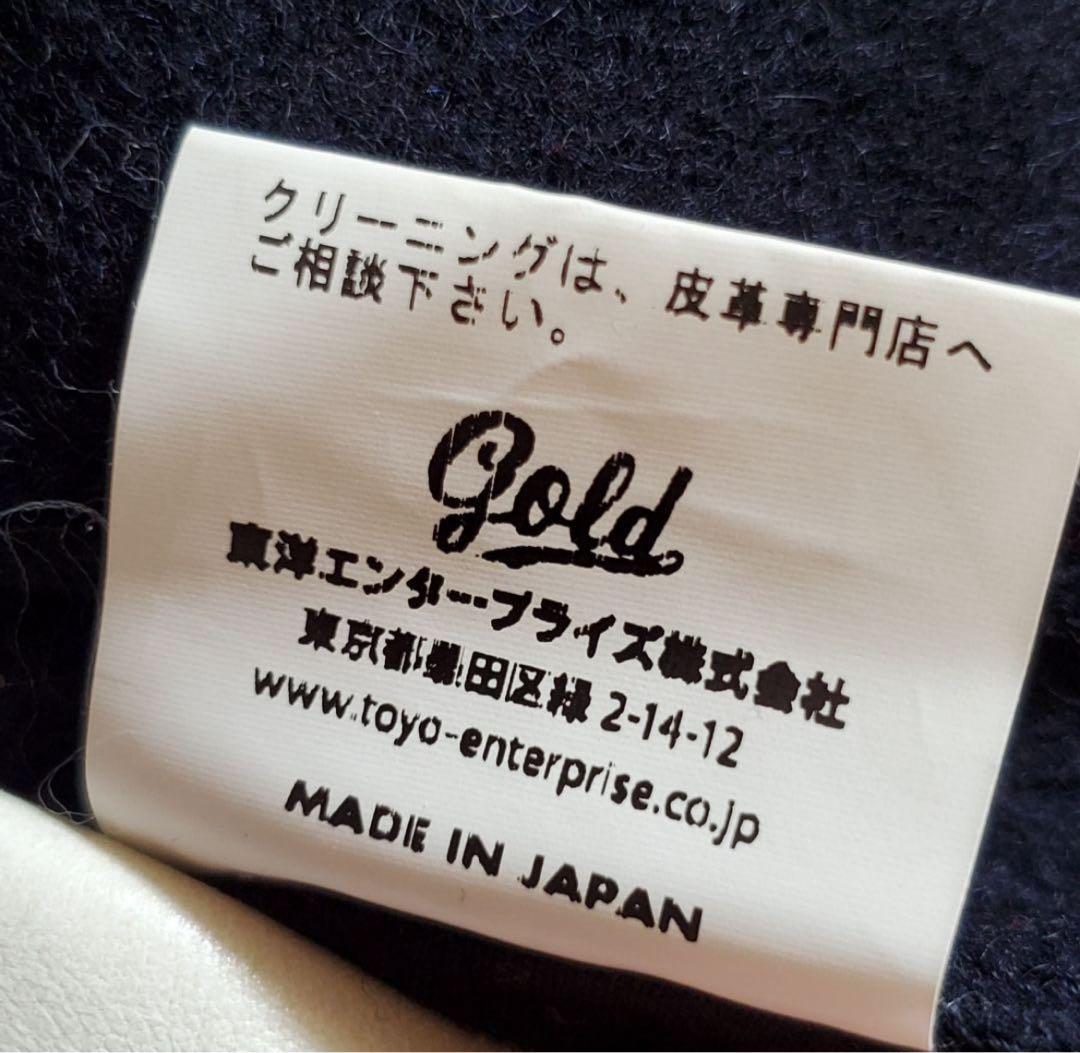 クリーニングは、皮革専門店へ
ご相談下さい。
Gold
東洋エンタープライズ株式会社
東京都墨田区緑 2-14-12
www.toyo-enterprise.co.jp
MADE IN JAPAN